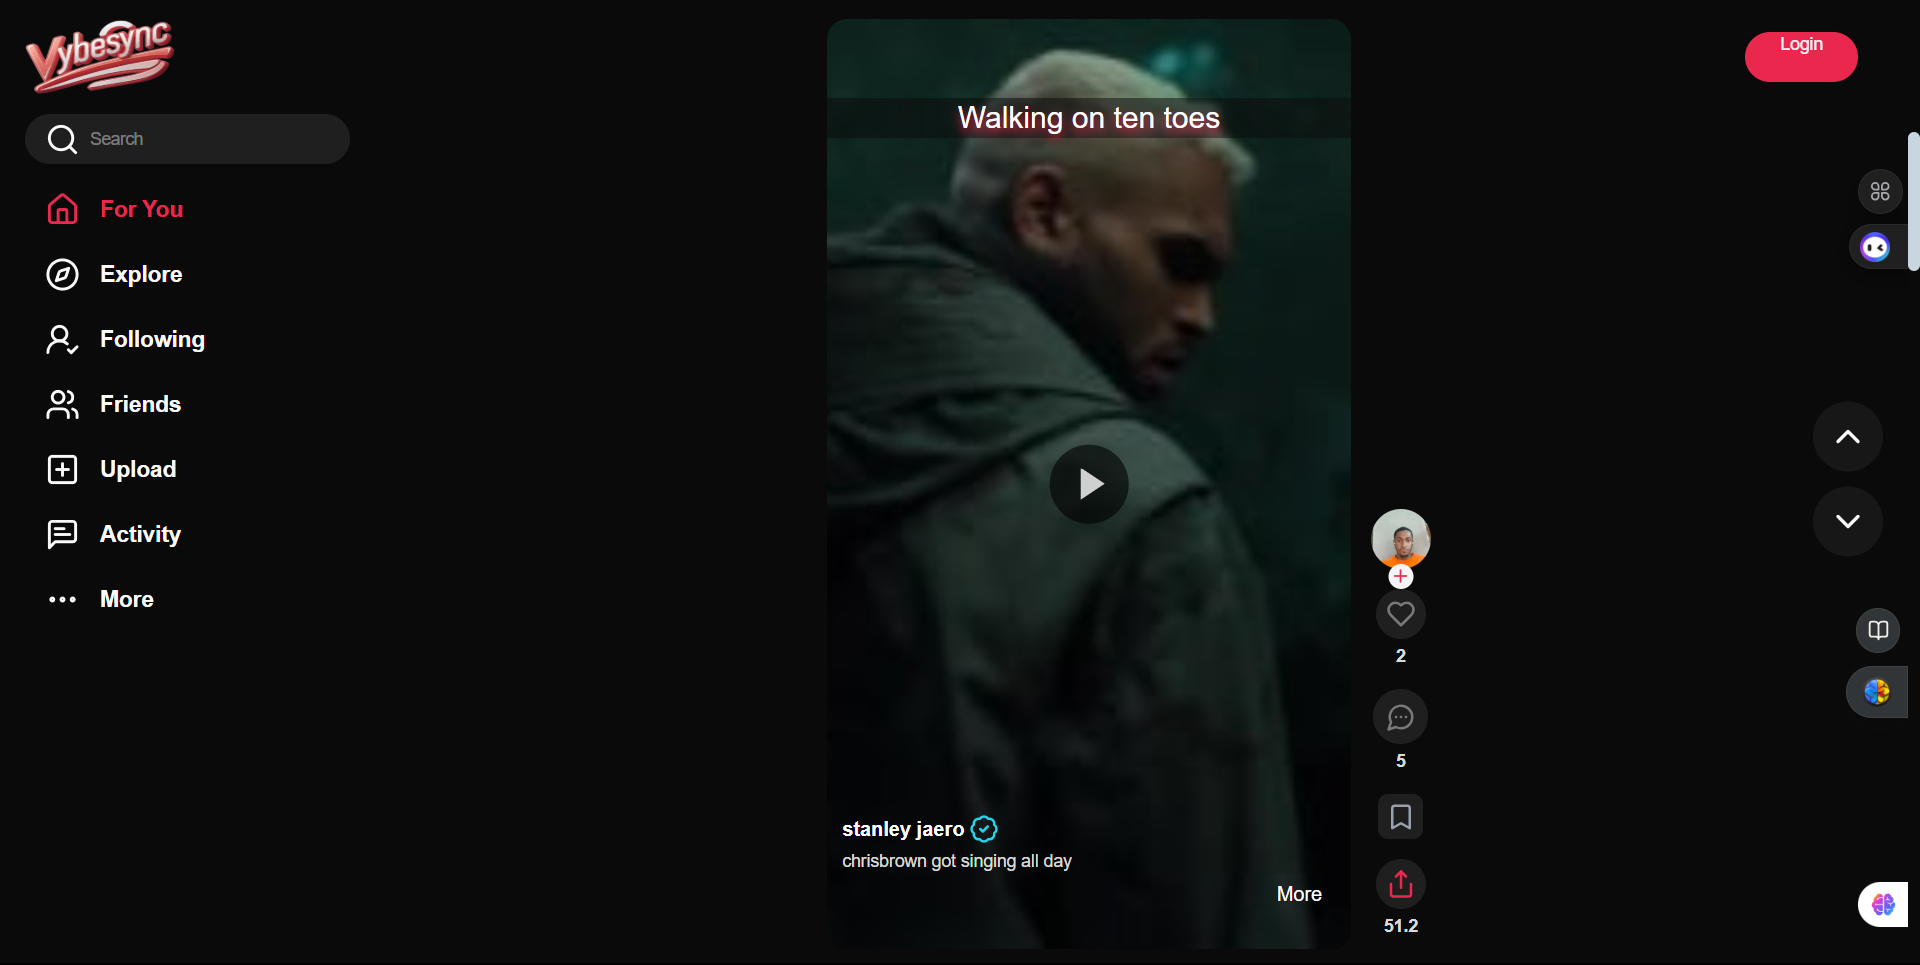 Vybesync
Login
Search
For You
Explore
Following
Friends
Upload
Activity
More
Walking on ten toes
2
5
stanley jaero
chrisbrown got singing all day
More
51.2